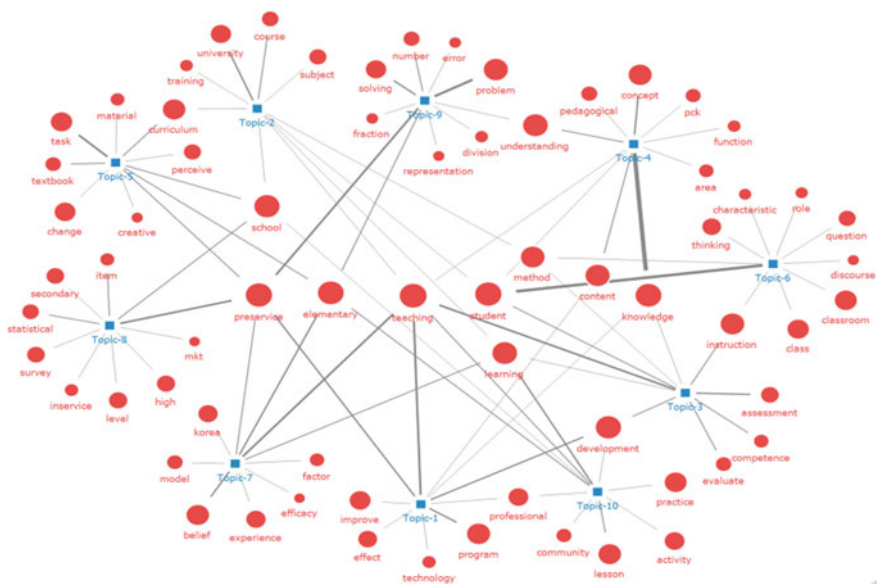 course
university
number
error
subject
training
solving
problem
concept
pedagogical
pck
Topic-2
Topic-9
material
curriculum
task
fraction
division
understanding
function
Topic-4
representation
textbook
perceive
Topic-5
area
characteristic
role
change
creative
school
thinking
question
method
discourse
Topic-6
item
secondary
content
preservice
elementary
teaching
student
knowledge
classroom
statistical
Topic-8
instruction
class
survey
mkt
learning
inservice
level
high
Topic-3
assessment
korea
development
competence
evaluate
model
Topic-7
factor
efficacy
practice
improve
Topic-1
professional
Topic-10
belief
experience
effect
program
community
technology
lesson
activity